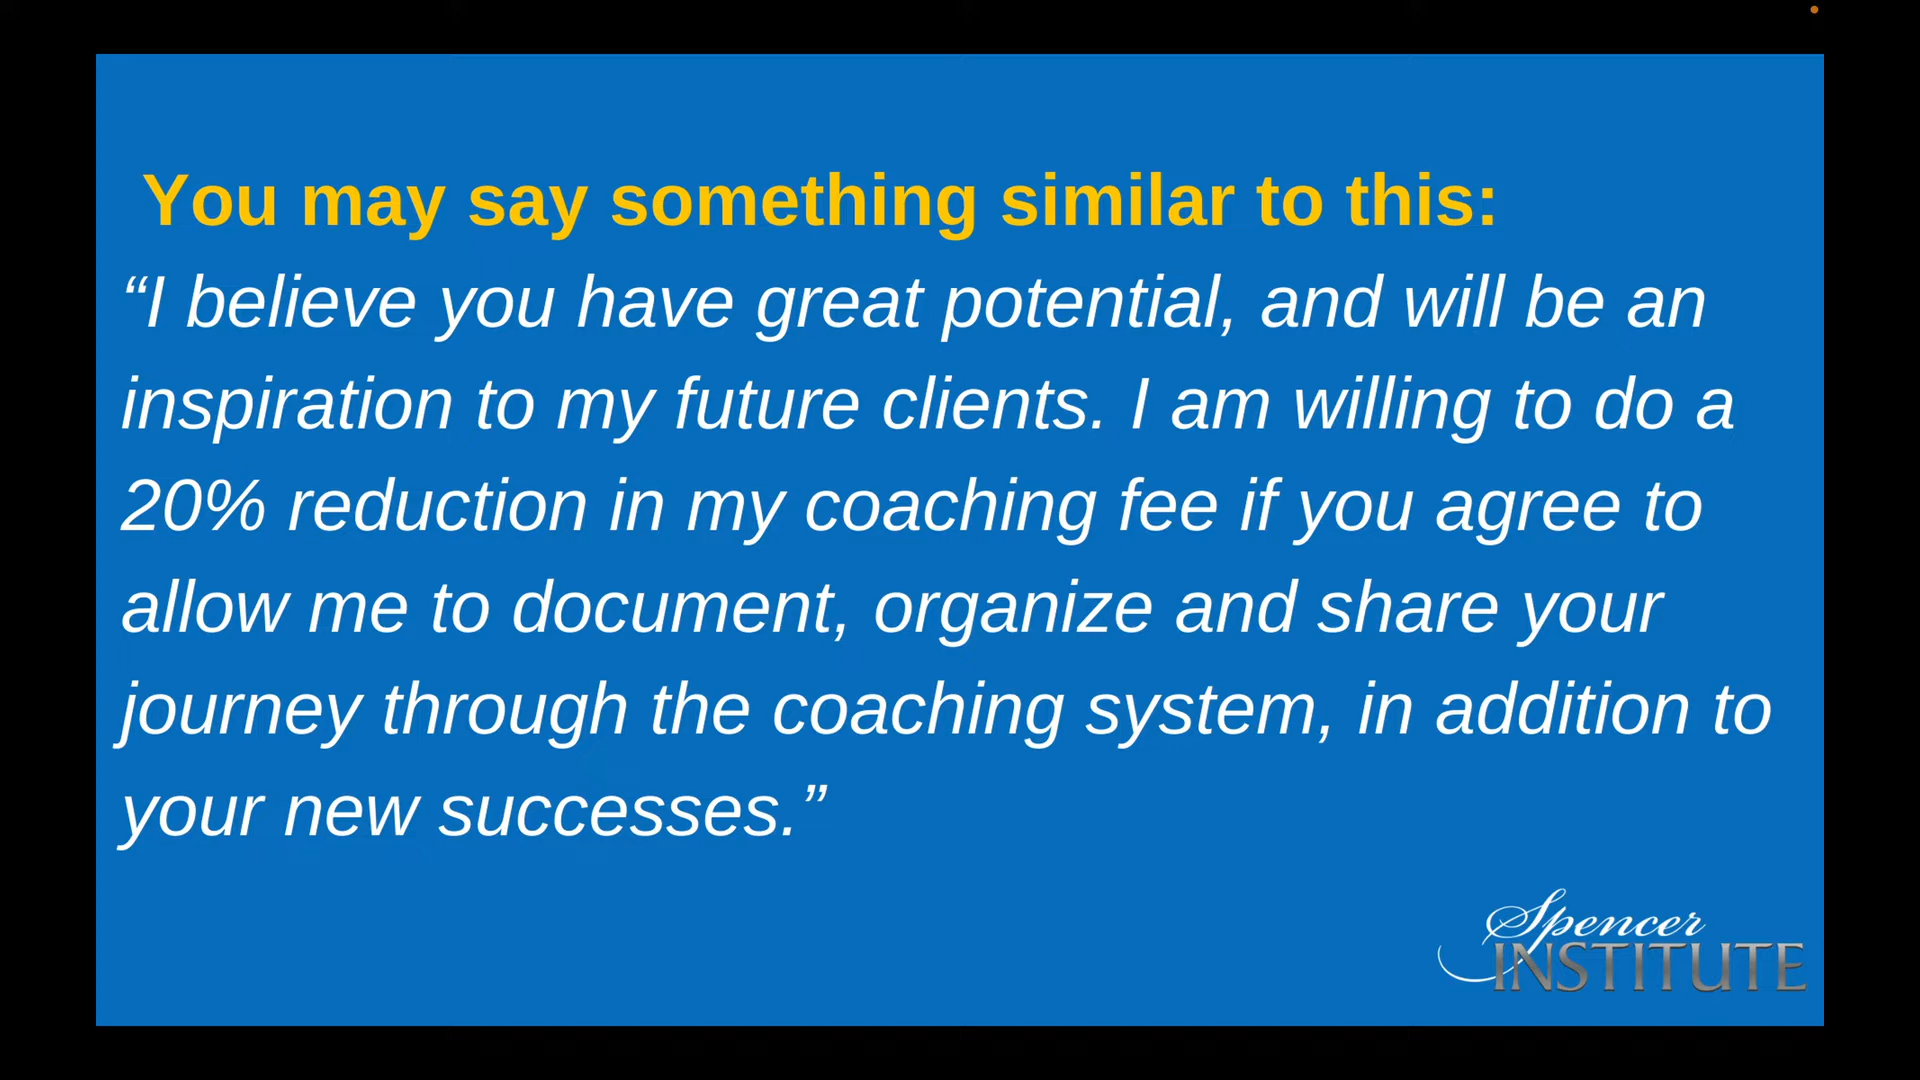 You may say something similar to this:
“I believe you have great potential, and will be an
inspiration to my future clients. I am willing to do a
20% reduction in my coaching fee if you agree to
allow me to document, organize and share your
journey through the coaching system, in addition to
your new successes.”
Spencer
INSTITUTE